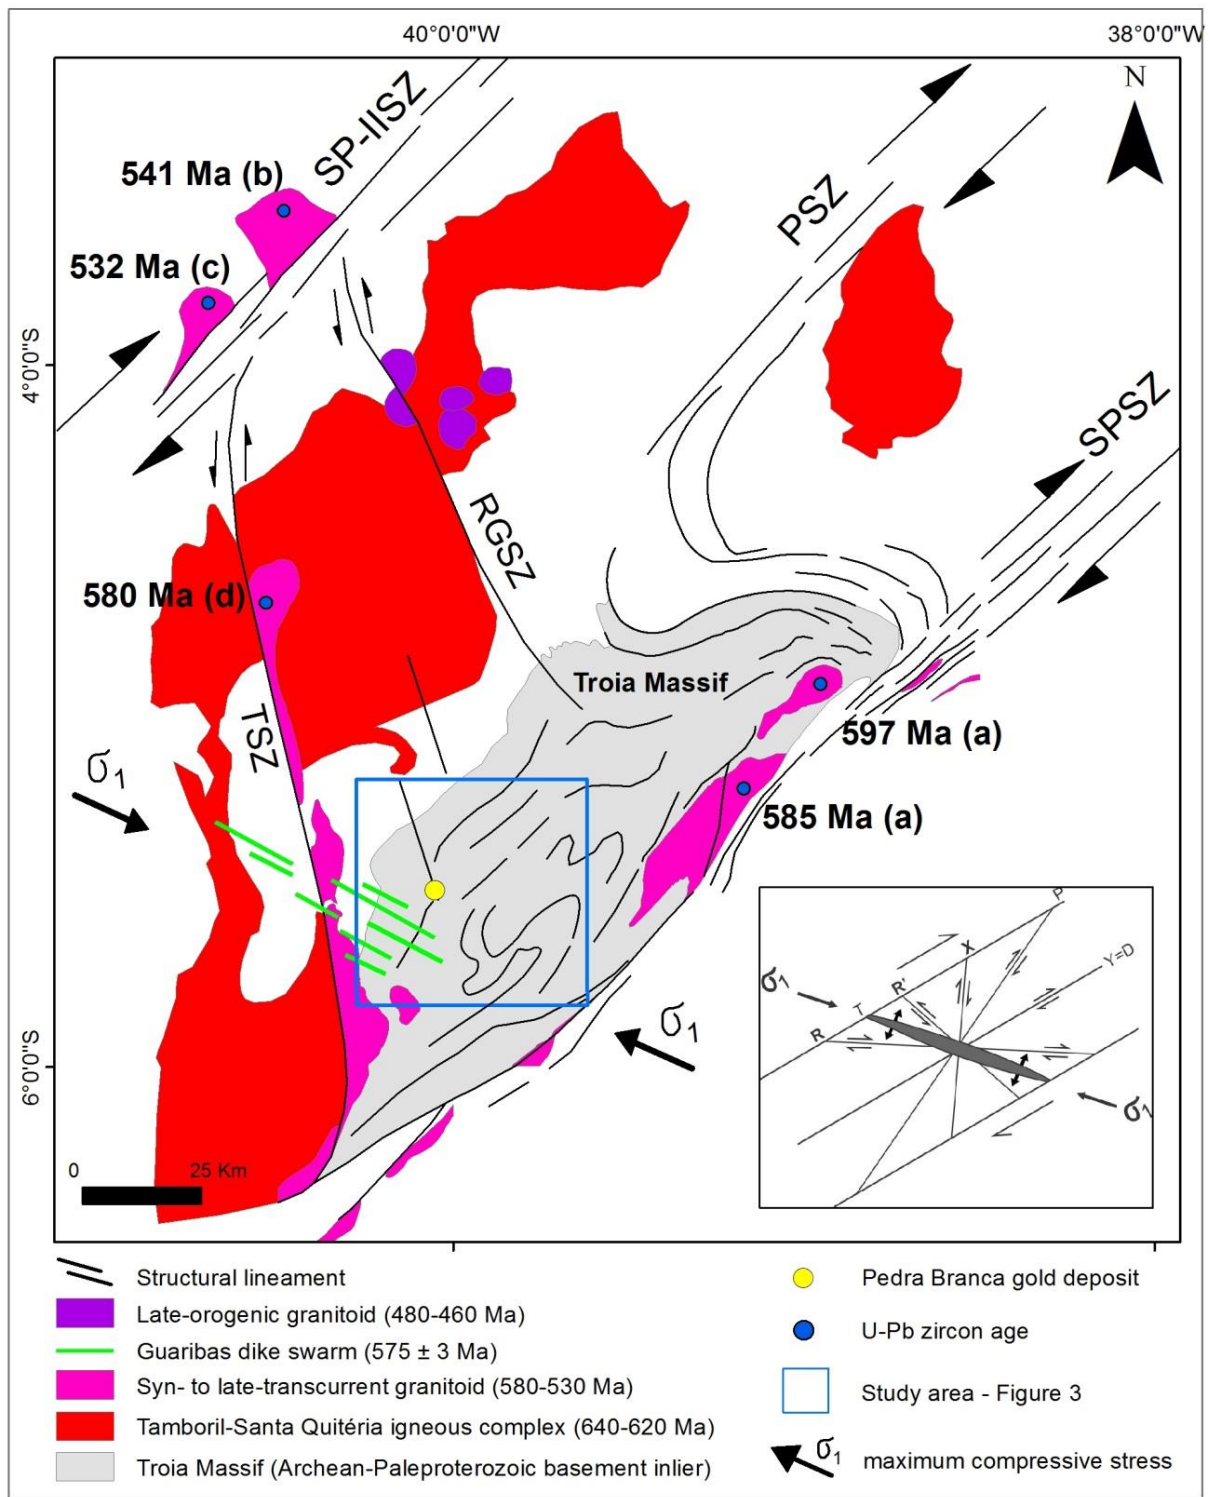 40°0'0"W
38°0'0"W
N
SP-IISZ
541 Ma (b)
PSZ
532 Ma (c)
4°0'0"S
SPSZ
RGSZ
580 Ma (d)
Troia Massif
TSZ
597 Ma (a)
σ1
585 Ma (a)
σ1
6°0'0"S
P
X
Y=D
σ1
R'
T
R
σ1
0
25 Km
Structural lineament
Late-orogenic granitoid (480-460 Ma)
Guaribas dike swarm (575 ± 3 Ma)
Syn- to late-transcurrent granitoid (580-530 Ma)
Tamboril-Santa Quitéria igneous complex (640-620 Ma)
Troia Massif (Archean-Paleproterozoic basement inlier)
Pedra Branca gold deposit
U-Pb zircon age
Study area - Figure 3
σ1 maximum compressive stress